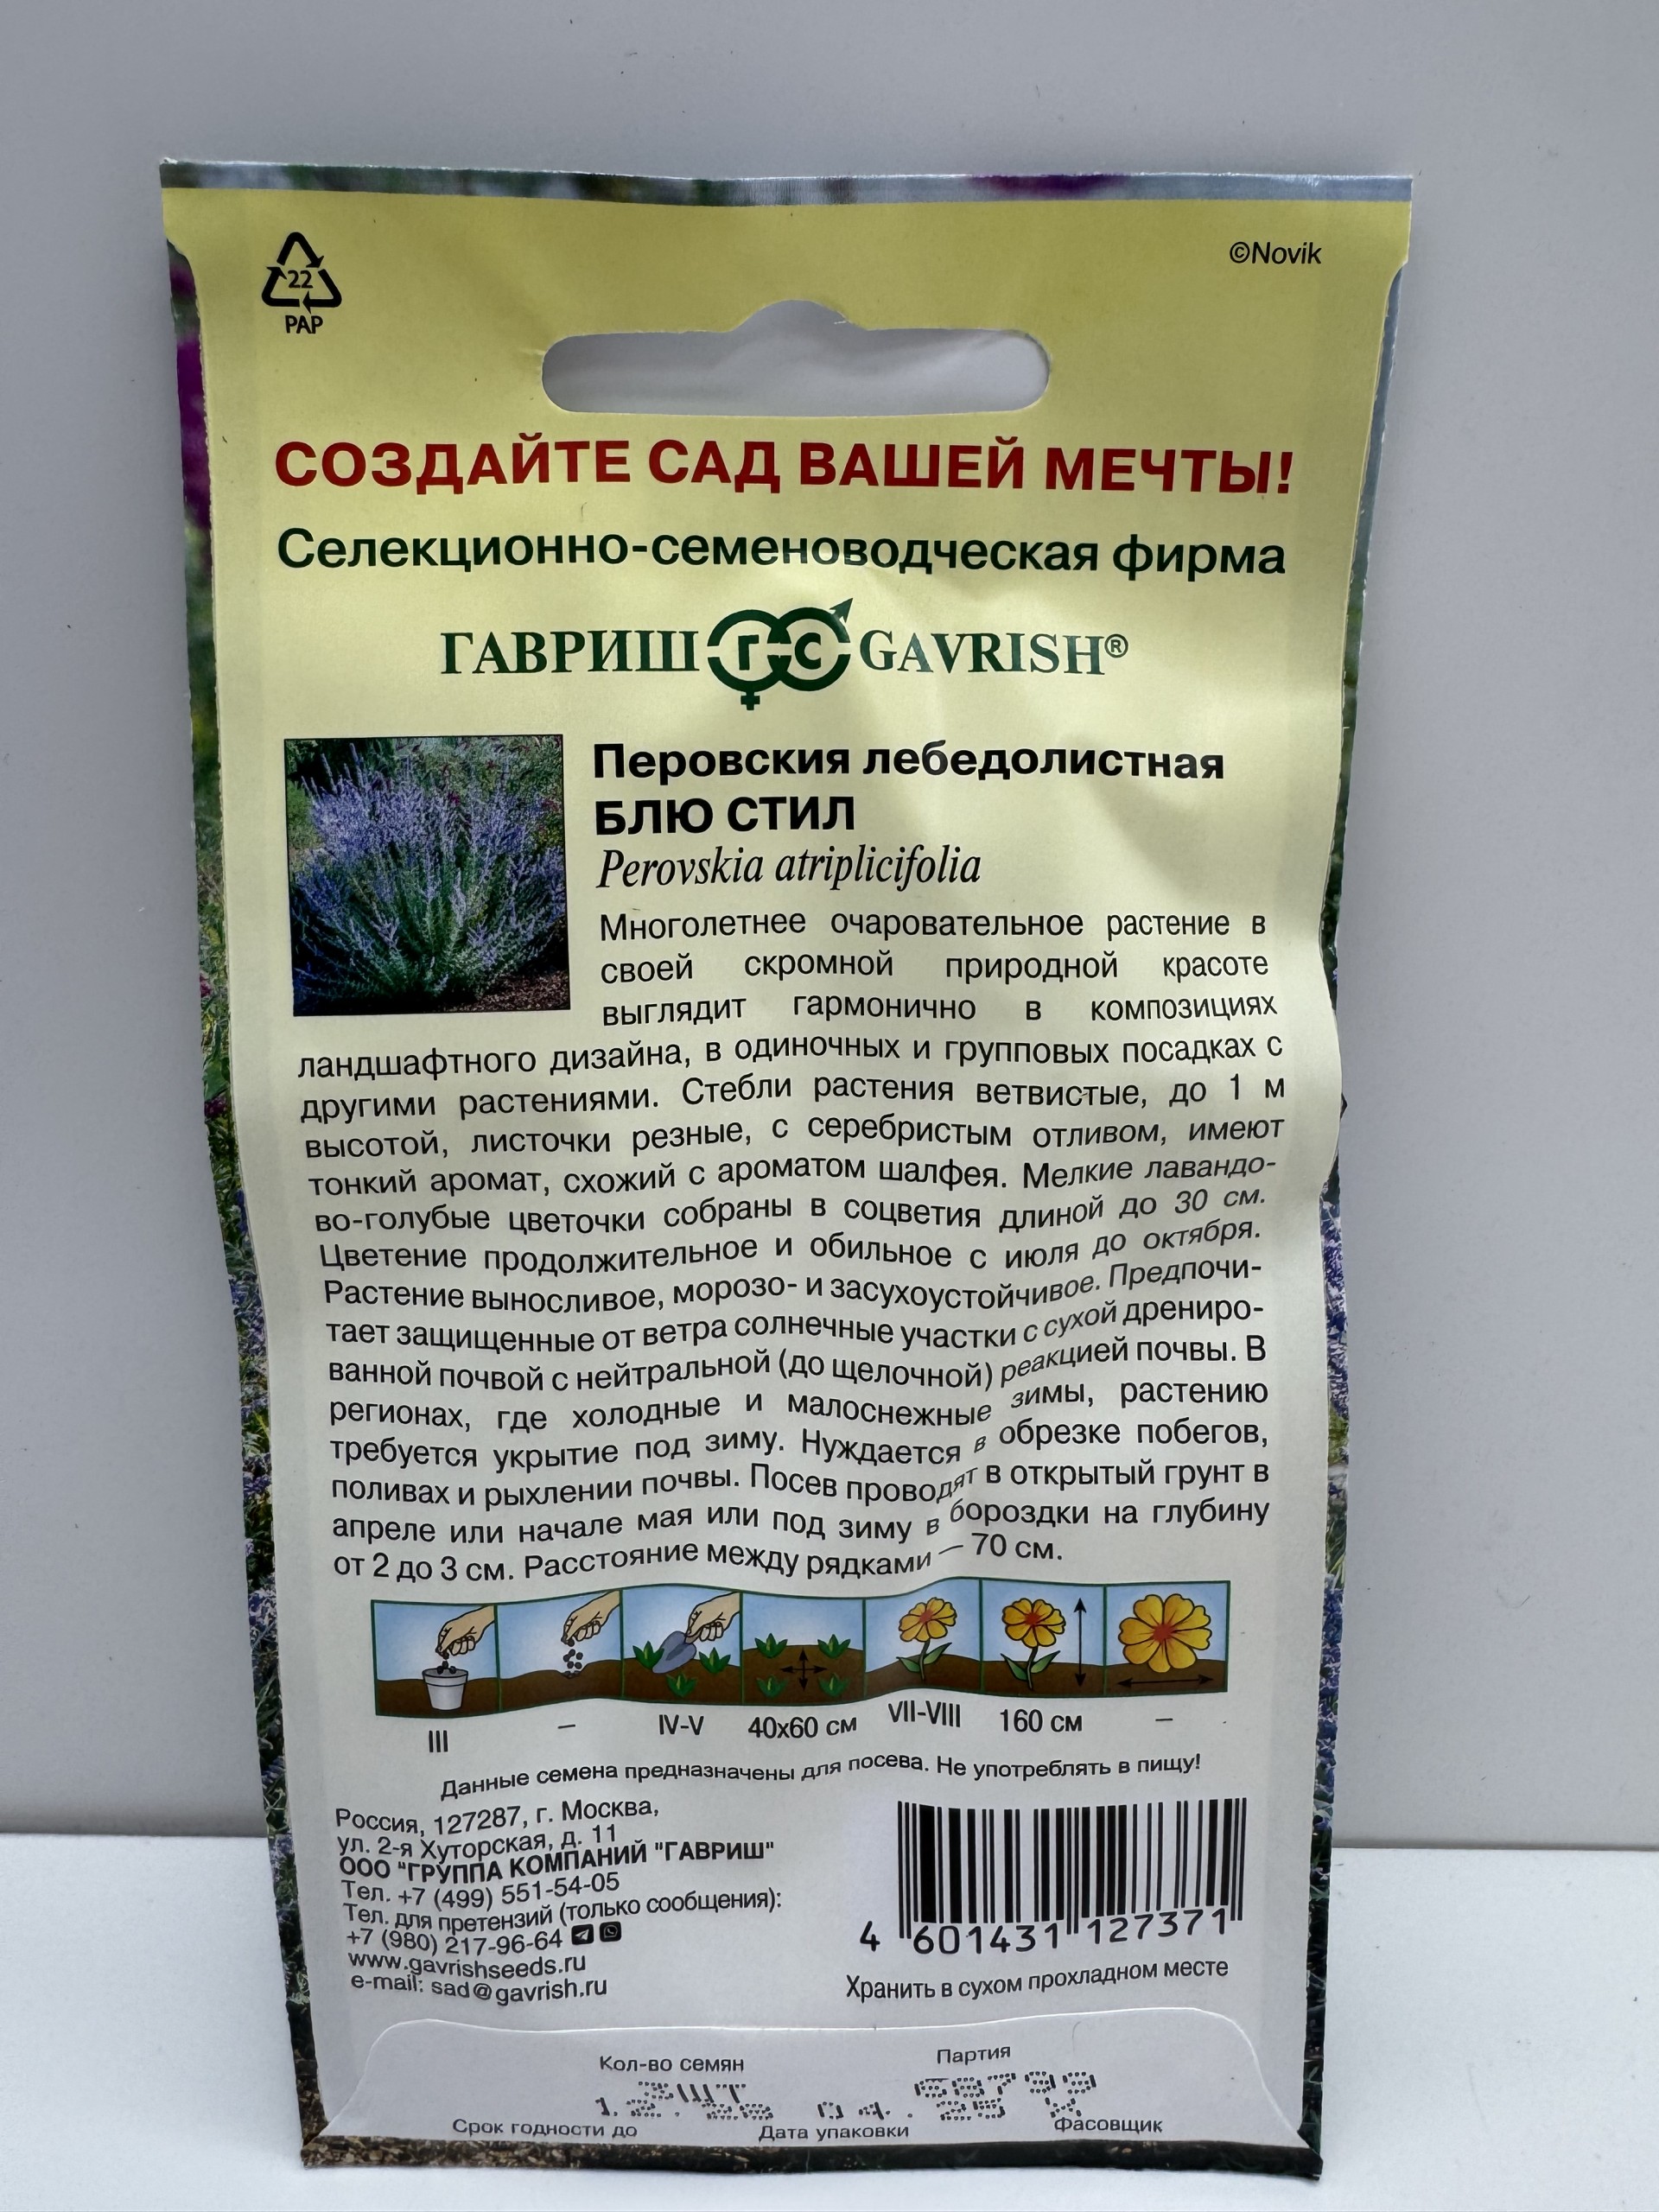 22
PAP
©Novik
СОЗДАЙТЕ САД ВАШЕЙ МЕЧТЫ!
Селекционно-семеноводческая фирма
ГАВРИШ ГС GAVRISH®
Перовския лебедолистная
БЛЮ СТИЛ
Perovskia atriplicifolia
Многолетнее очаровательное растение в
своей скромной природной красоте
выглядит гармонично в композициях
ландшафтного дизайна, в одиночных и групповых посадках с
другими растениями. Стебли растения ветвистые, до 1 м
высотой, листочки резные, с серебристым отливом, имеют
тонкий аромат, схожий с ароматом шалфея. Мелкие лавандо-
во-голубые цветочки собраны в соцветия длиной до 30 см.
Цветение продолжительное и обильное с июля до октября.
Растение выносливое, морозо- и засухоустойчивое. Предпочи-
тает защищенные от ветра солнечные участки с сухой дрениро-
ванной почвой с нейтральной (до щелочной) реакцией почвы. В
регионах, где холодные и малоснежные зимы, растению
требуется укрытие под зиму. Нуждается в обрезке побегов,
поливах и рыхлении почвы. Посев проводят в открытый грунт в
апреле или начале мая или под зиму в бороздки на глубину
от 2 до 3 см. Расстояние между рядками — 70 см.
III – IV-V 40x60 см VII-VIII 160 см –
Данные семена предназначены для посева. Не употреблять в пищу!
Россия, 127287, г. Москва,
ул. 2-я Хуторская, д. 11
ООО "ГРУППА КОМПАНИЙ "ГАВРИШ"
Тел. +7 (499) 551-54-05
Тел. для претензий (только сообщения):
+7 (980) 217-96-64
www.gavrishseeds.ru
e-mail: sad@gavrish.ru
4 601431 127371
Хранить в сухом прохладном месте
Кол-во семян Партия
Срок годности до Дата упаковки Фасовщик